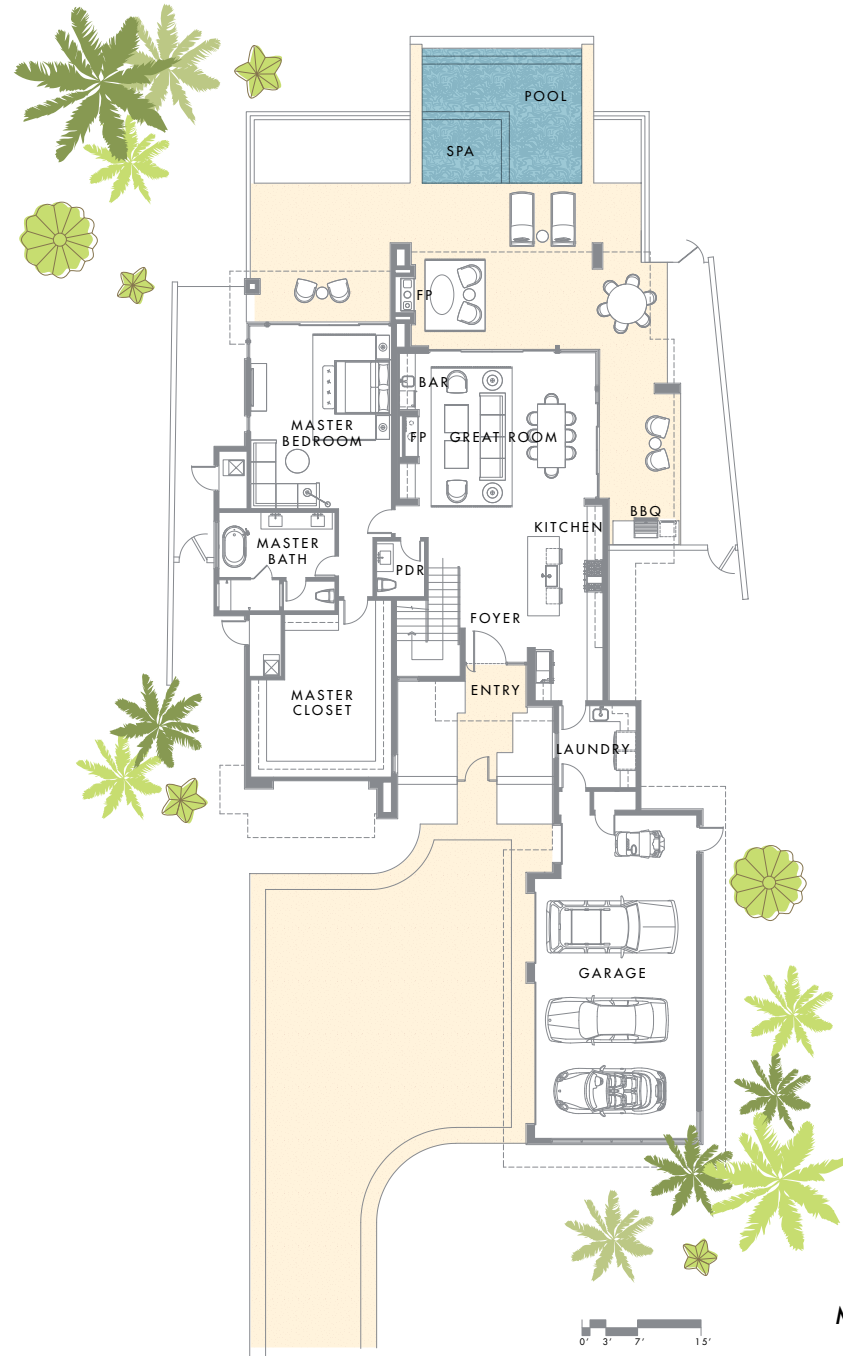 POOL
SPA
FP
BAR
MASTER
BEDROOM
FP
GREAT ROOM
BBQ
KITCHEN
MASTER
BATH
PDR
FOYER
ENTRY
MASTER
CLOSET
LAUNDRY
GARAGE
0' 3' 7' 15'